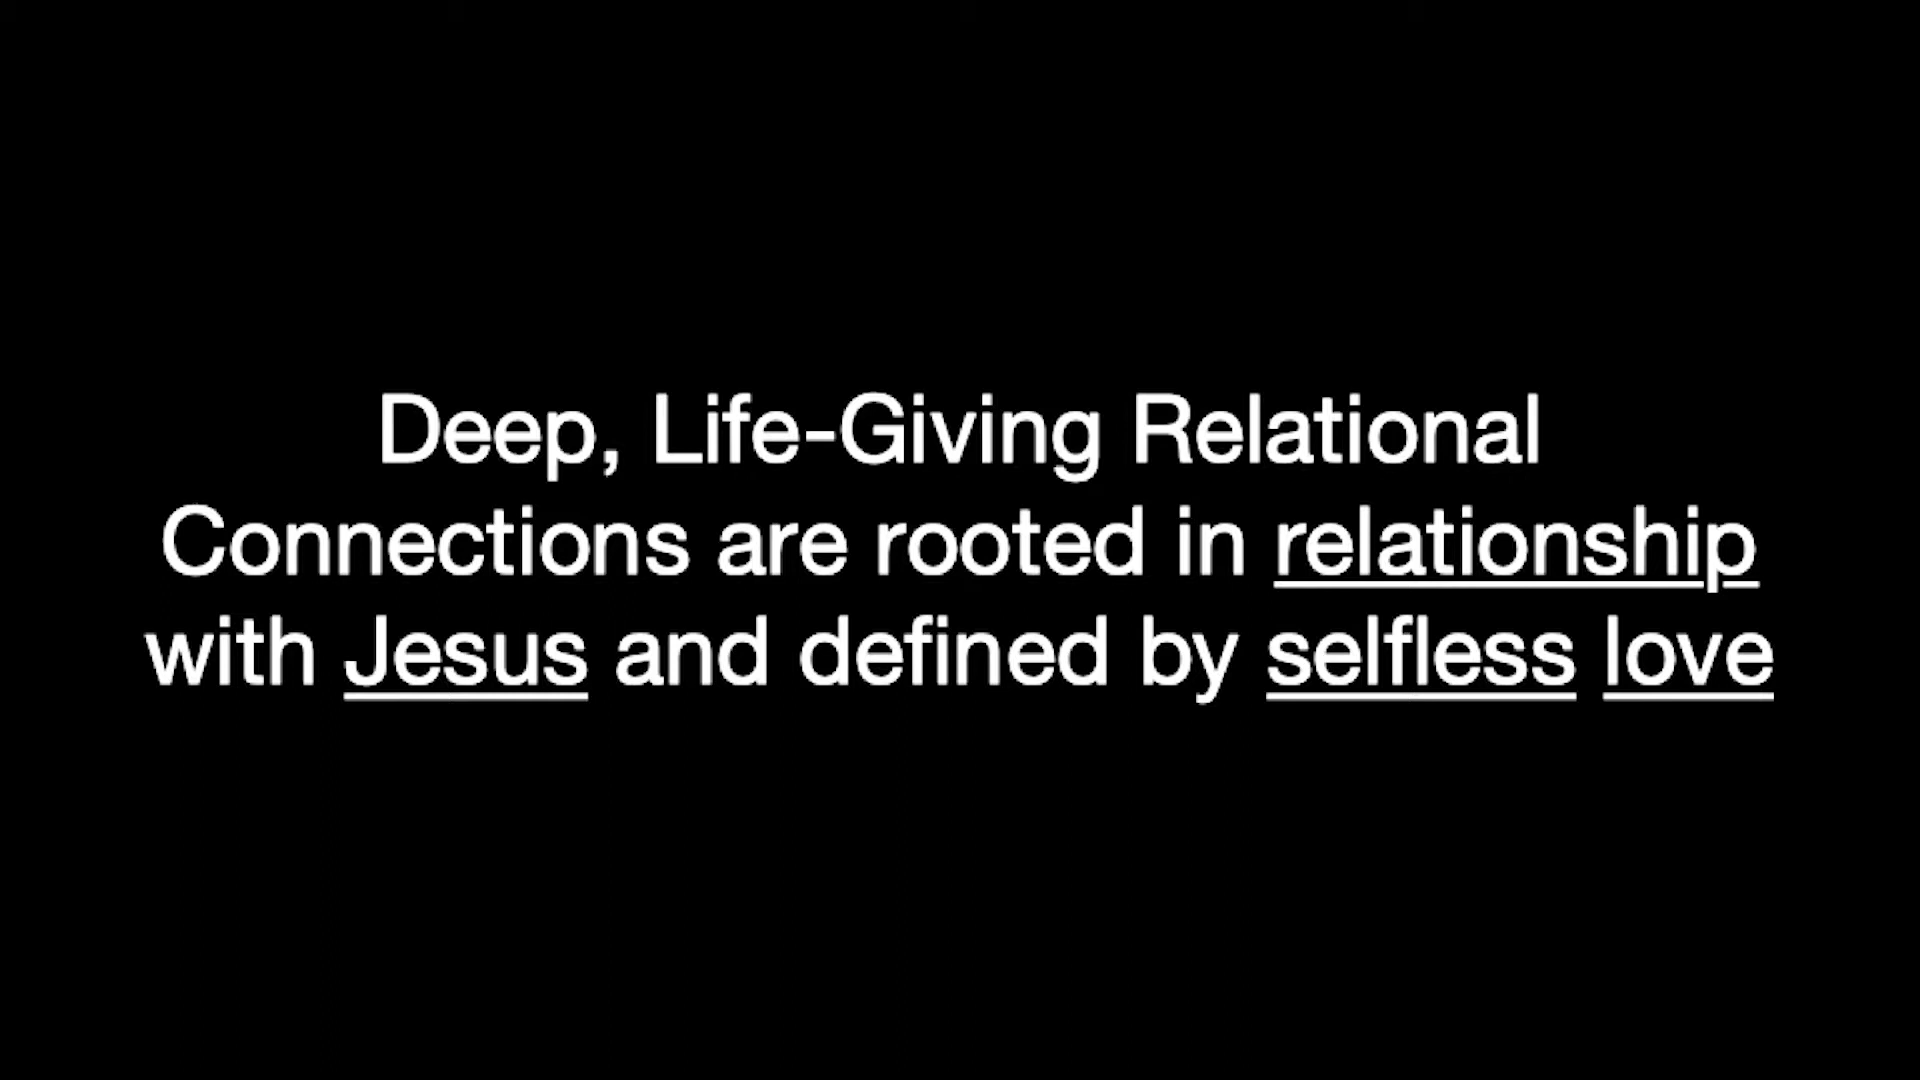 Deep, Life-Giving Relational
Connections are rooted in relationship
with Jesus and defined by selfless love